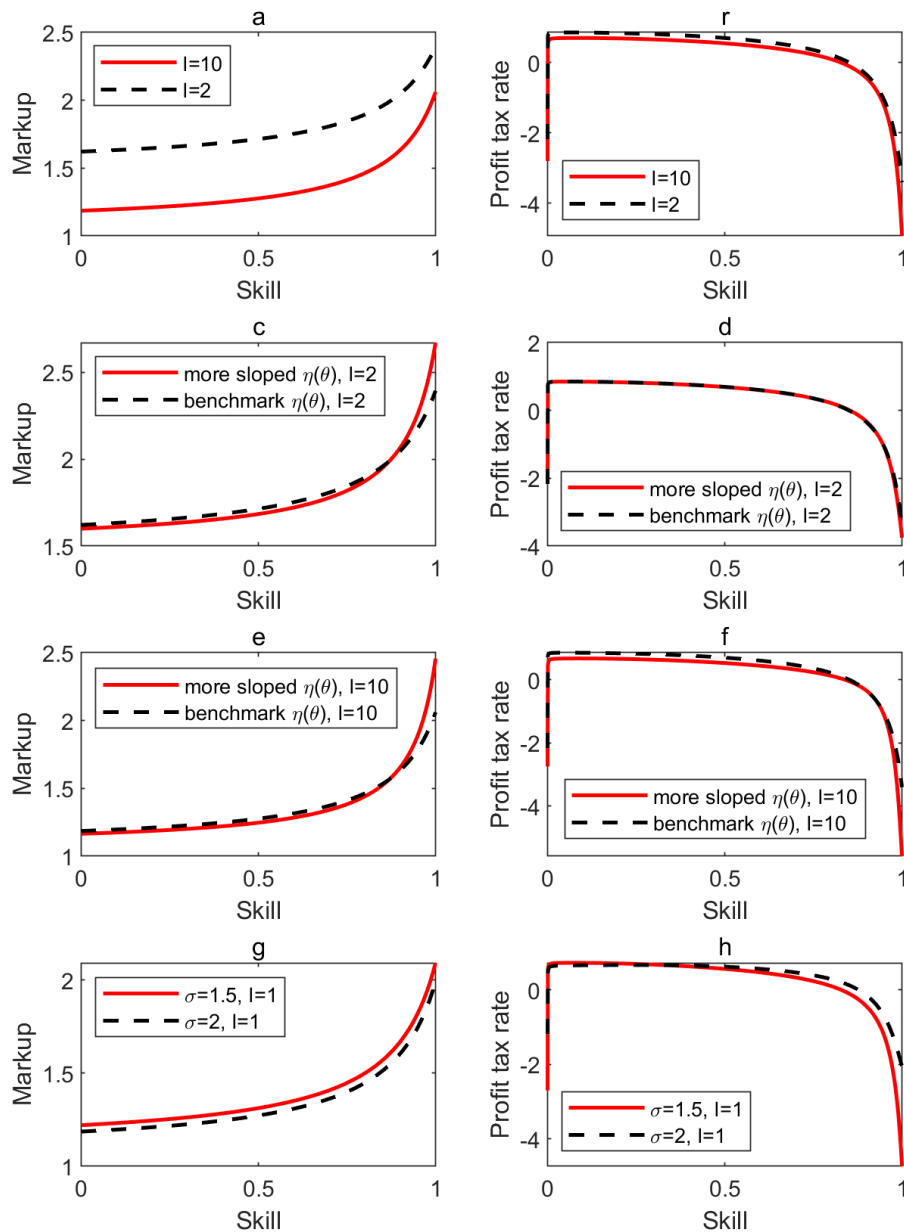 a
2.5
2
1.5
1
Markup
I=10
I=2
0
0.5
1
Skill
r
0
-2
-4
Profit tax rate
I=10
I=2
0
0.5
1
Skill
c
2.5
2
1.5
Markup
more sloped η(θ), I=2
benchmark η(θ), I=2
0
0.5
1
Skill
d
2
0
-2
-4
Profit tax rate
more sloped η(θ), I=2
benchmark η(θ), I=2
0
0.5
1
Skill
e
2.5
2
1.5
1
Markup
more sloped η(θ), I=10
benchmark η(θ), I=10
0
0.5
1
Skill
f
0
-2
-4
Profit tax rate
more sloped η(θ), I=10
benchmark η(θ), I=10
0
0.5
1
Skill
g
2
1.5
1
Markup
σ=1.5, I=1
σ=2, I=1
0
0.5
1
Skill
h
0
-2
-4
Profit tax rate
σ=1.5, I=1
σ=2, I=1
0
0.5
1
Skill